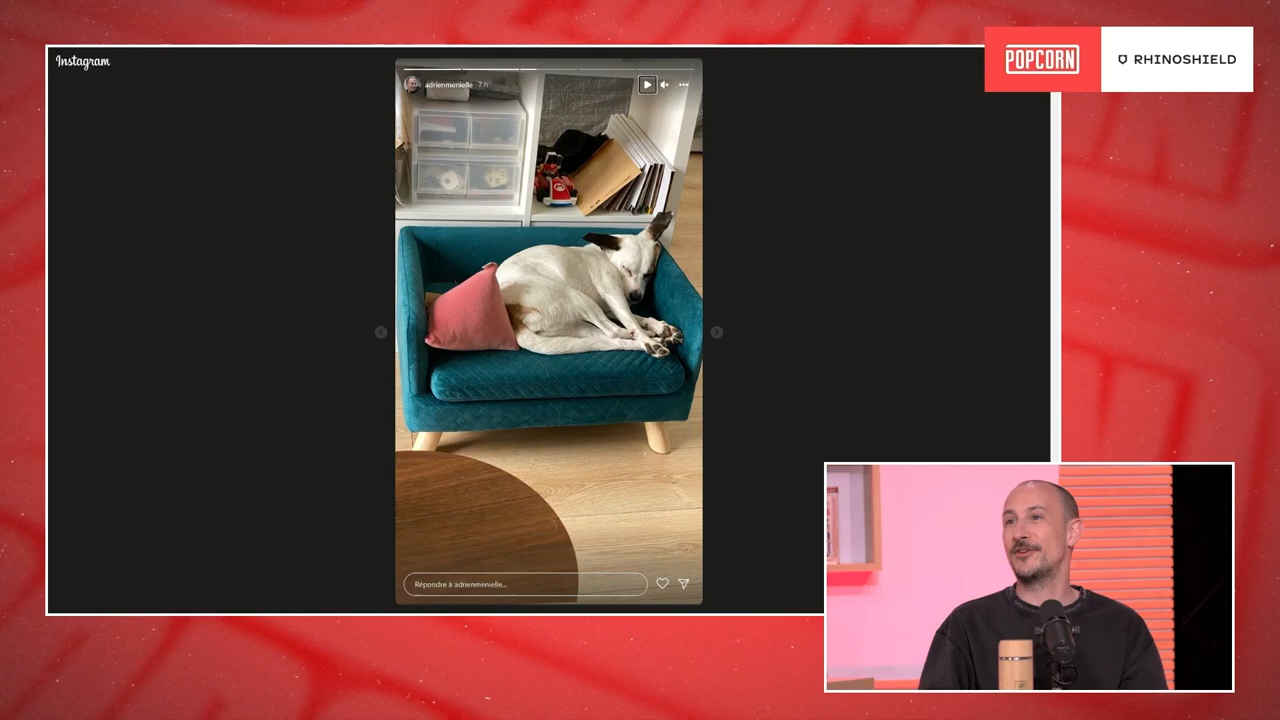 Instagram
adrienmenielle 7 h
Répondre à adrienmenielle...
POPCORN
RHINOSHIELD